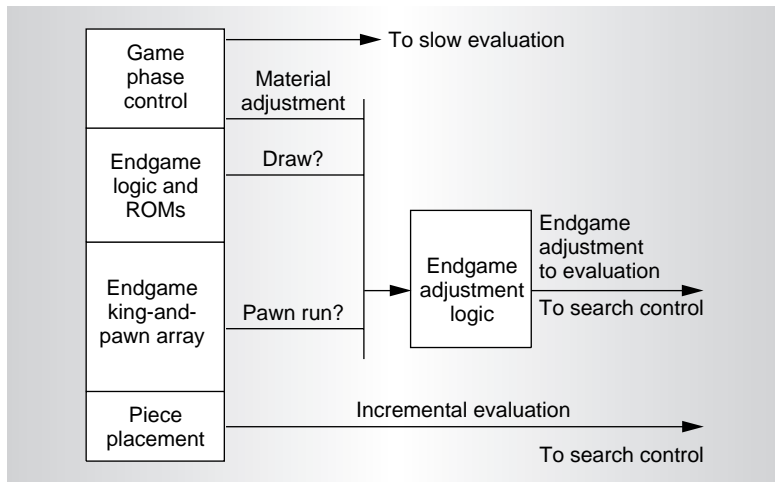 Game
phase
control
To slow evaluation
Material
adjustment
Endgame
logic and
ROMs
Draw?
Endgame
king-and-
pawn array
Pawn run?
Endgame
adjustment
logic
Endgame
adjustment
to evaluation
To search control
Piece
placement
Incremental evaluation
To search control